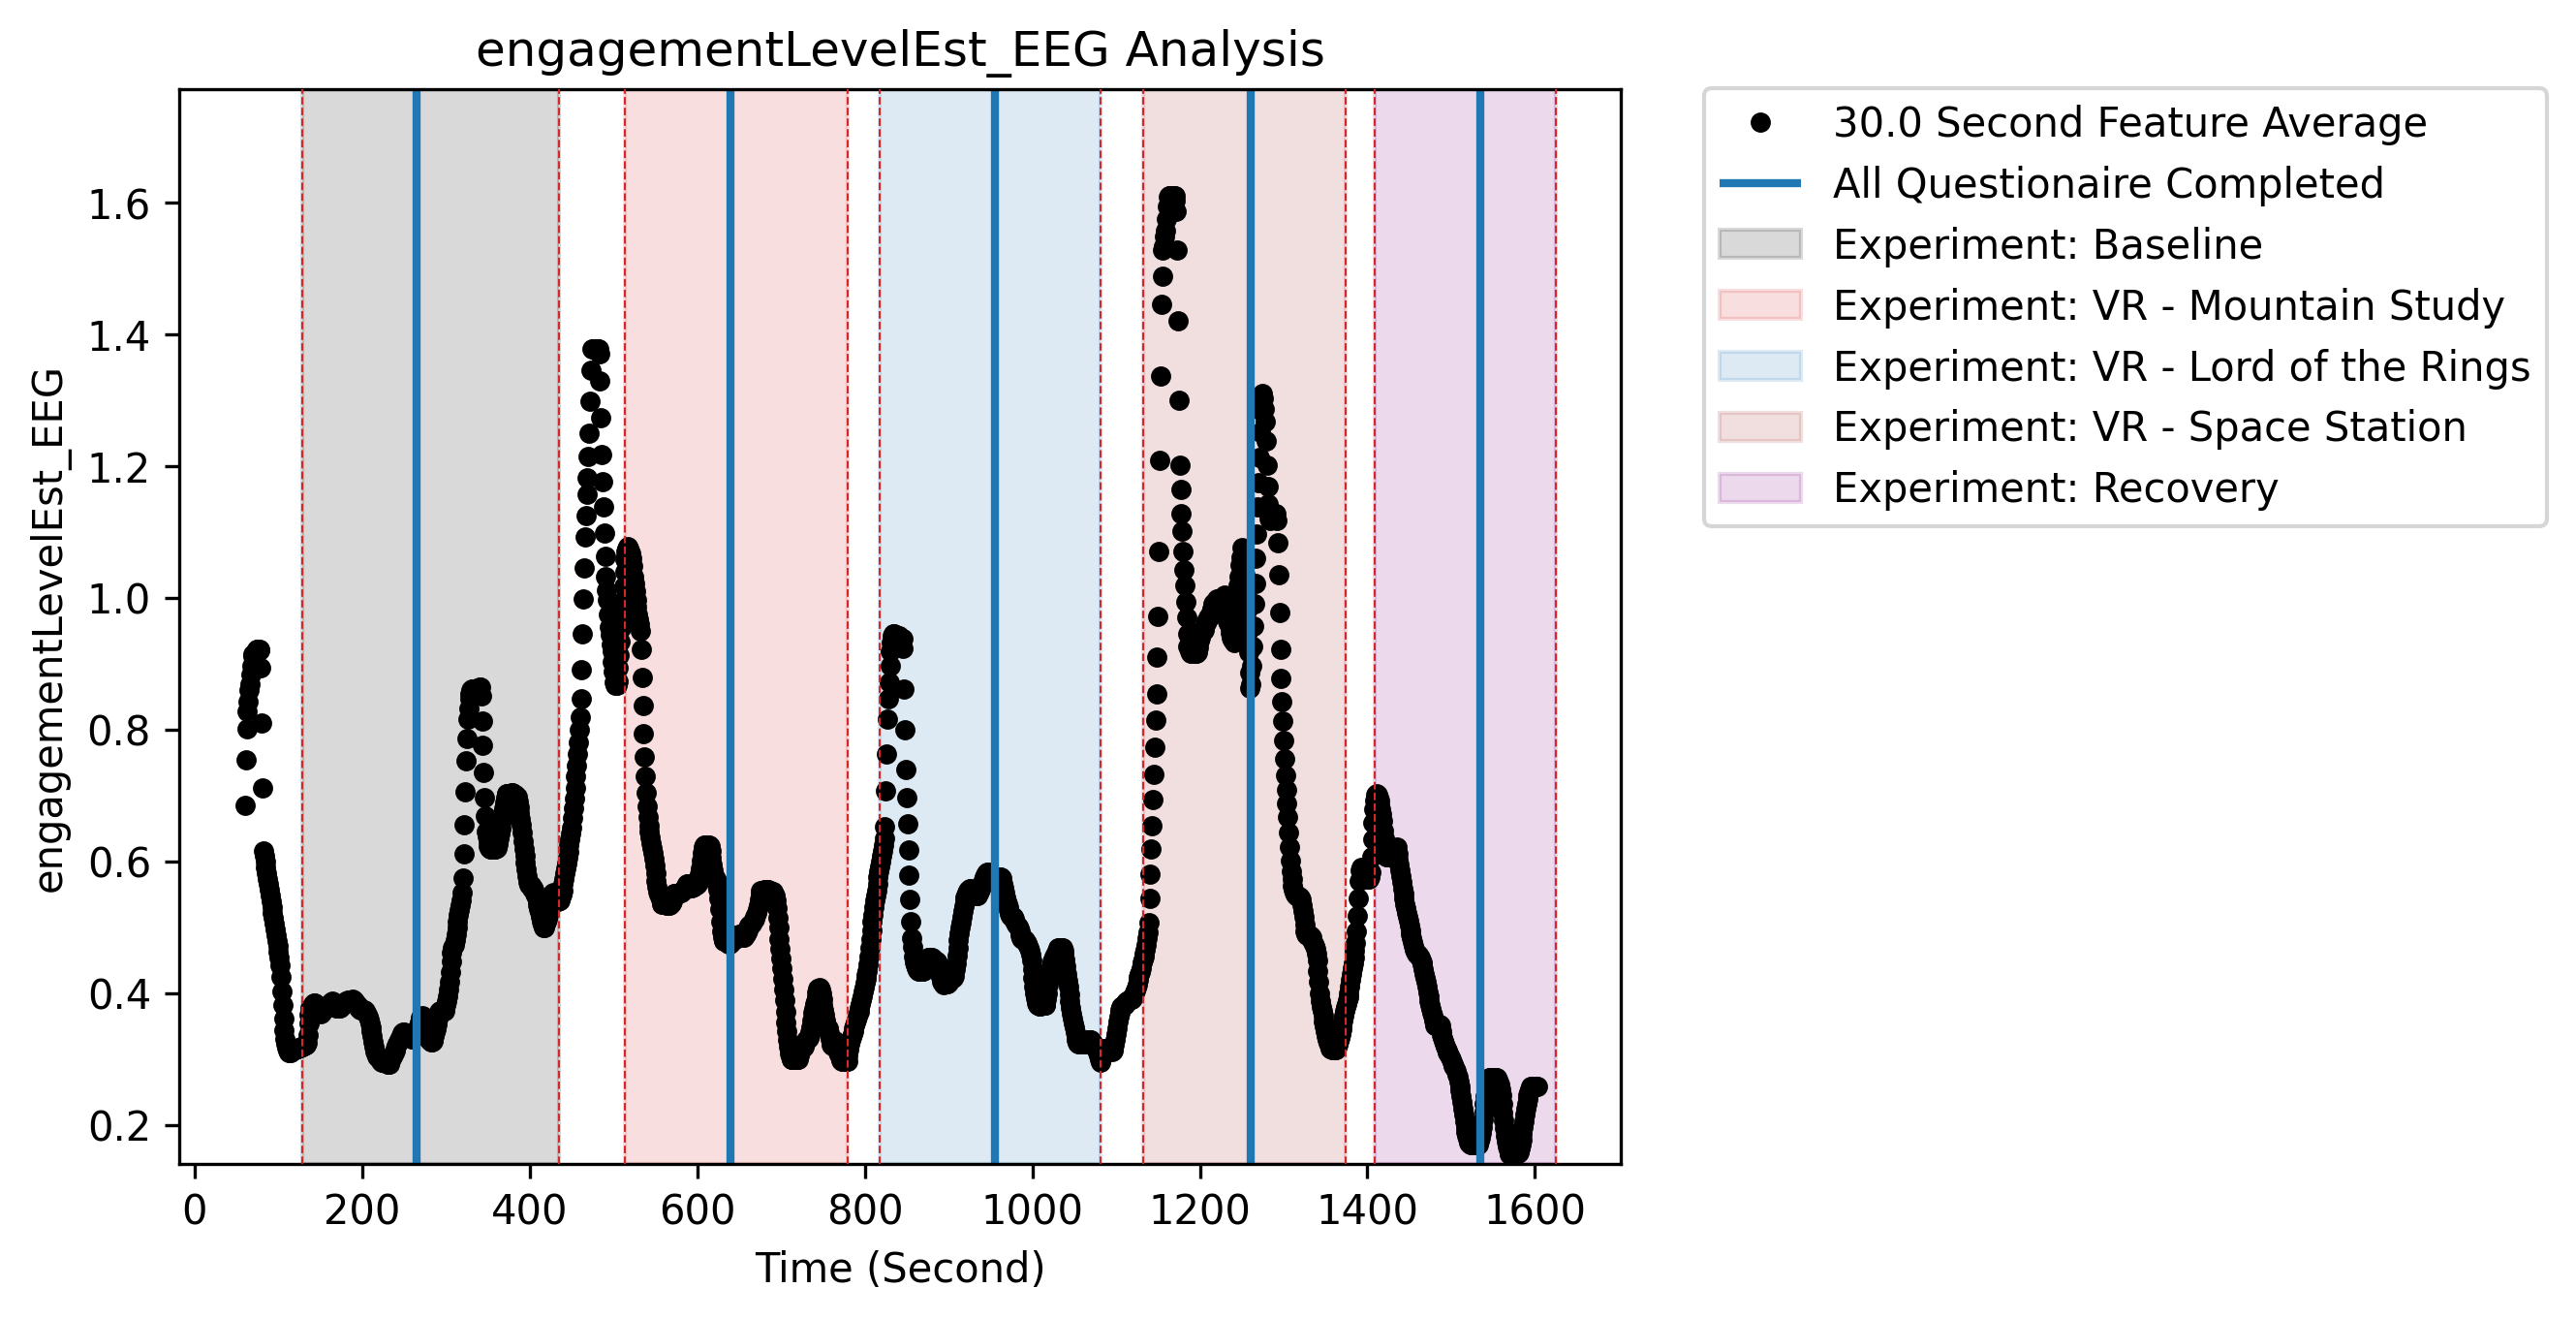 engagementLevelEst_EEG Analysis
engagementLevelEst_EEG
1.6
1.4
1.2
1.0
0.8
0.6
0.4
0.2
0 200 400 600 800 1000 1200 1400 1600
Time (Second)
30.0 Second Feature Average
All Questionaire Completed
Experiment: Baseline
Experiment: VR - Mountain Study
Experiment: VR - Lord of the Rings
Experiment: VR - Space Station
Experiment: Recovery